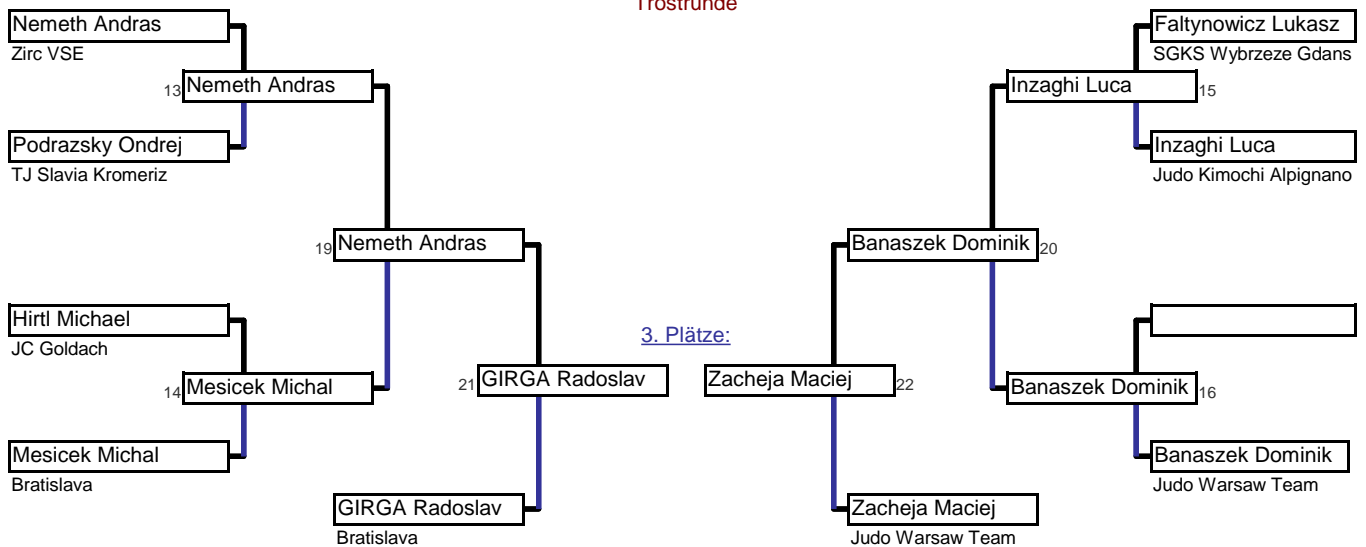 Trostrunde
Nemeth Andras
Zirc VSE
13 Nemeth Andras
Podrazsky Ondrej
TJ Slavia Kromeriz
19 Nemeth Andras
Hirtl Michael
JC Goldach
14 Mesicek Michal
Mesicek Michal
Bratislava
21 GIRGA Radoslav
GIRGA Radoslav
Bratislava
3. Plätze:
Faltynowicz Lukasz
SGKS Wybrzeze Gdans
Inzaghi Luca 15
Inzaghi Luca
Judo Kimochi Alpignano
Banaszek Dominik 20
Zacheja Maciej 22
Banaszek Dominik 16
Banaszek Dominik
Judo Warsaw Team
Zacheja Maciej
Judo Warsaw Team